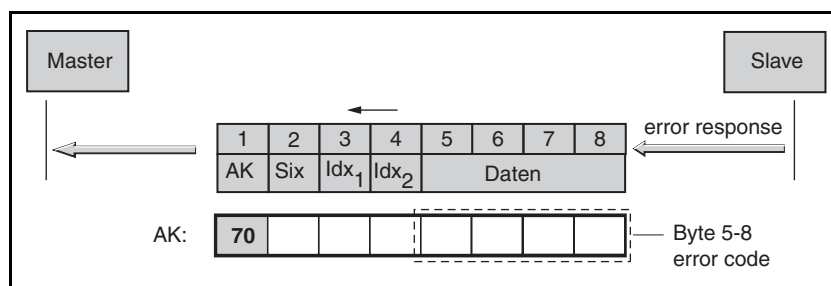 Master
Slave
error response
1 2 3 4 5 6 7 8
AK Six Idx1 Idx2 Daten
AK: 70
Byte 5-8
error code